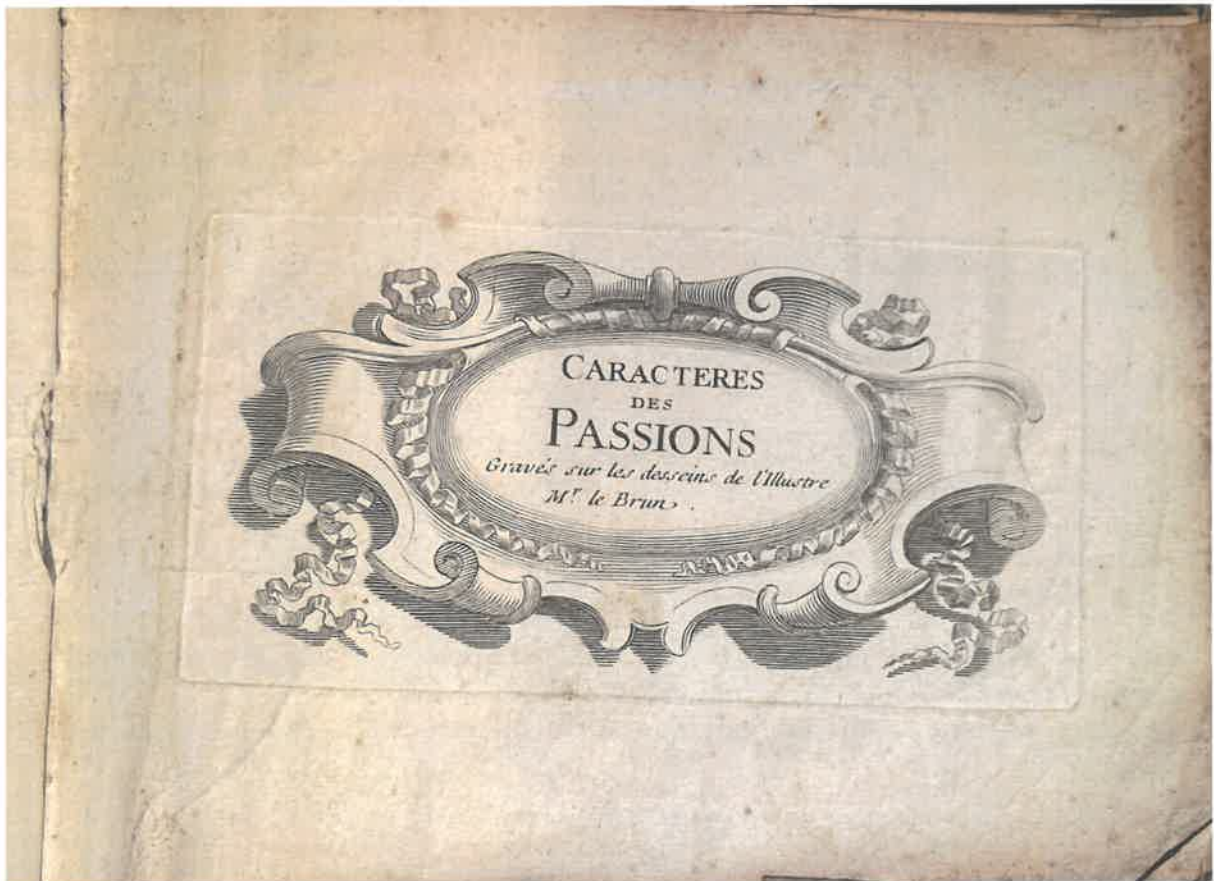 CARACTERES
DES
PASSIONS
Gravés sur les desseins de l'Illustre
Mr. le Brun .